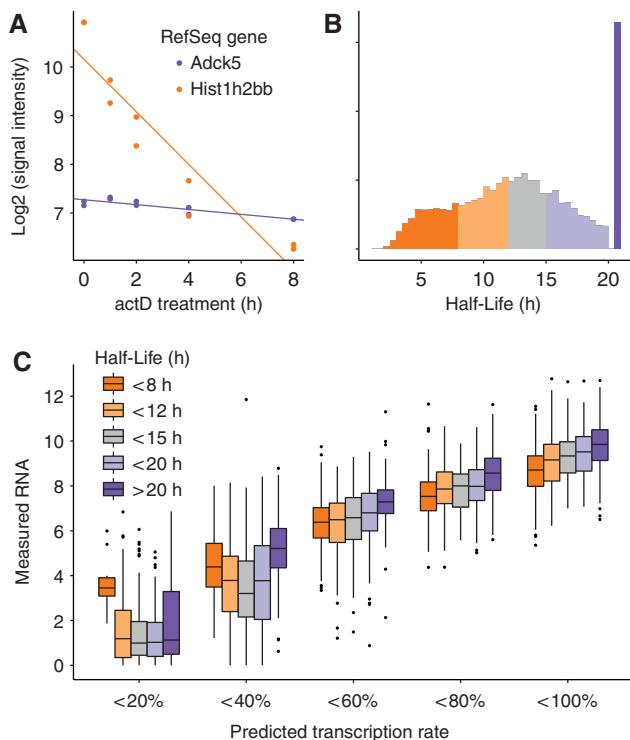 A
RefSeq gene
Adck5
Hist1h2bb
10
9
8
7
Log2 (signal intensity)
0 2 4 6 8
actD treatment (h)
B
5 10 15 20
Half-Life (h)
C
Half-Life (h)
<8 h
<12 h
<15 h
<20 h
>20 h
12
10
8
6
4
2
0
Measured RNA
<20% <40% <60% <80% <100%
Predicted transcription rate